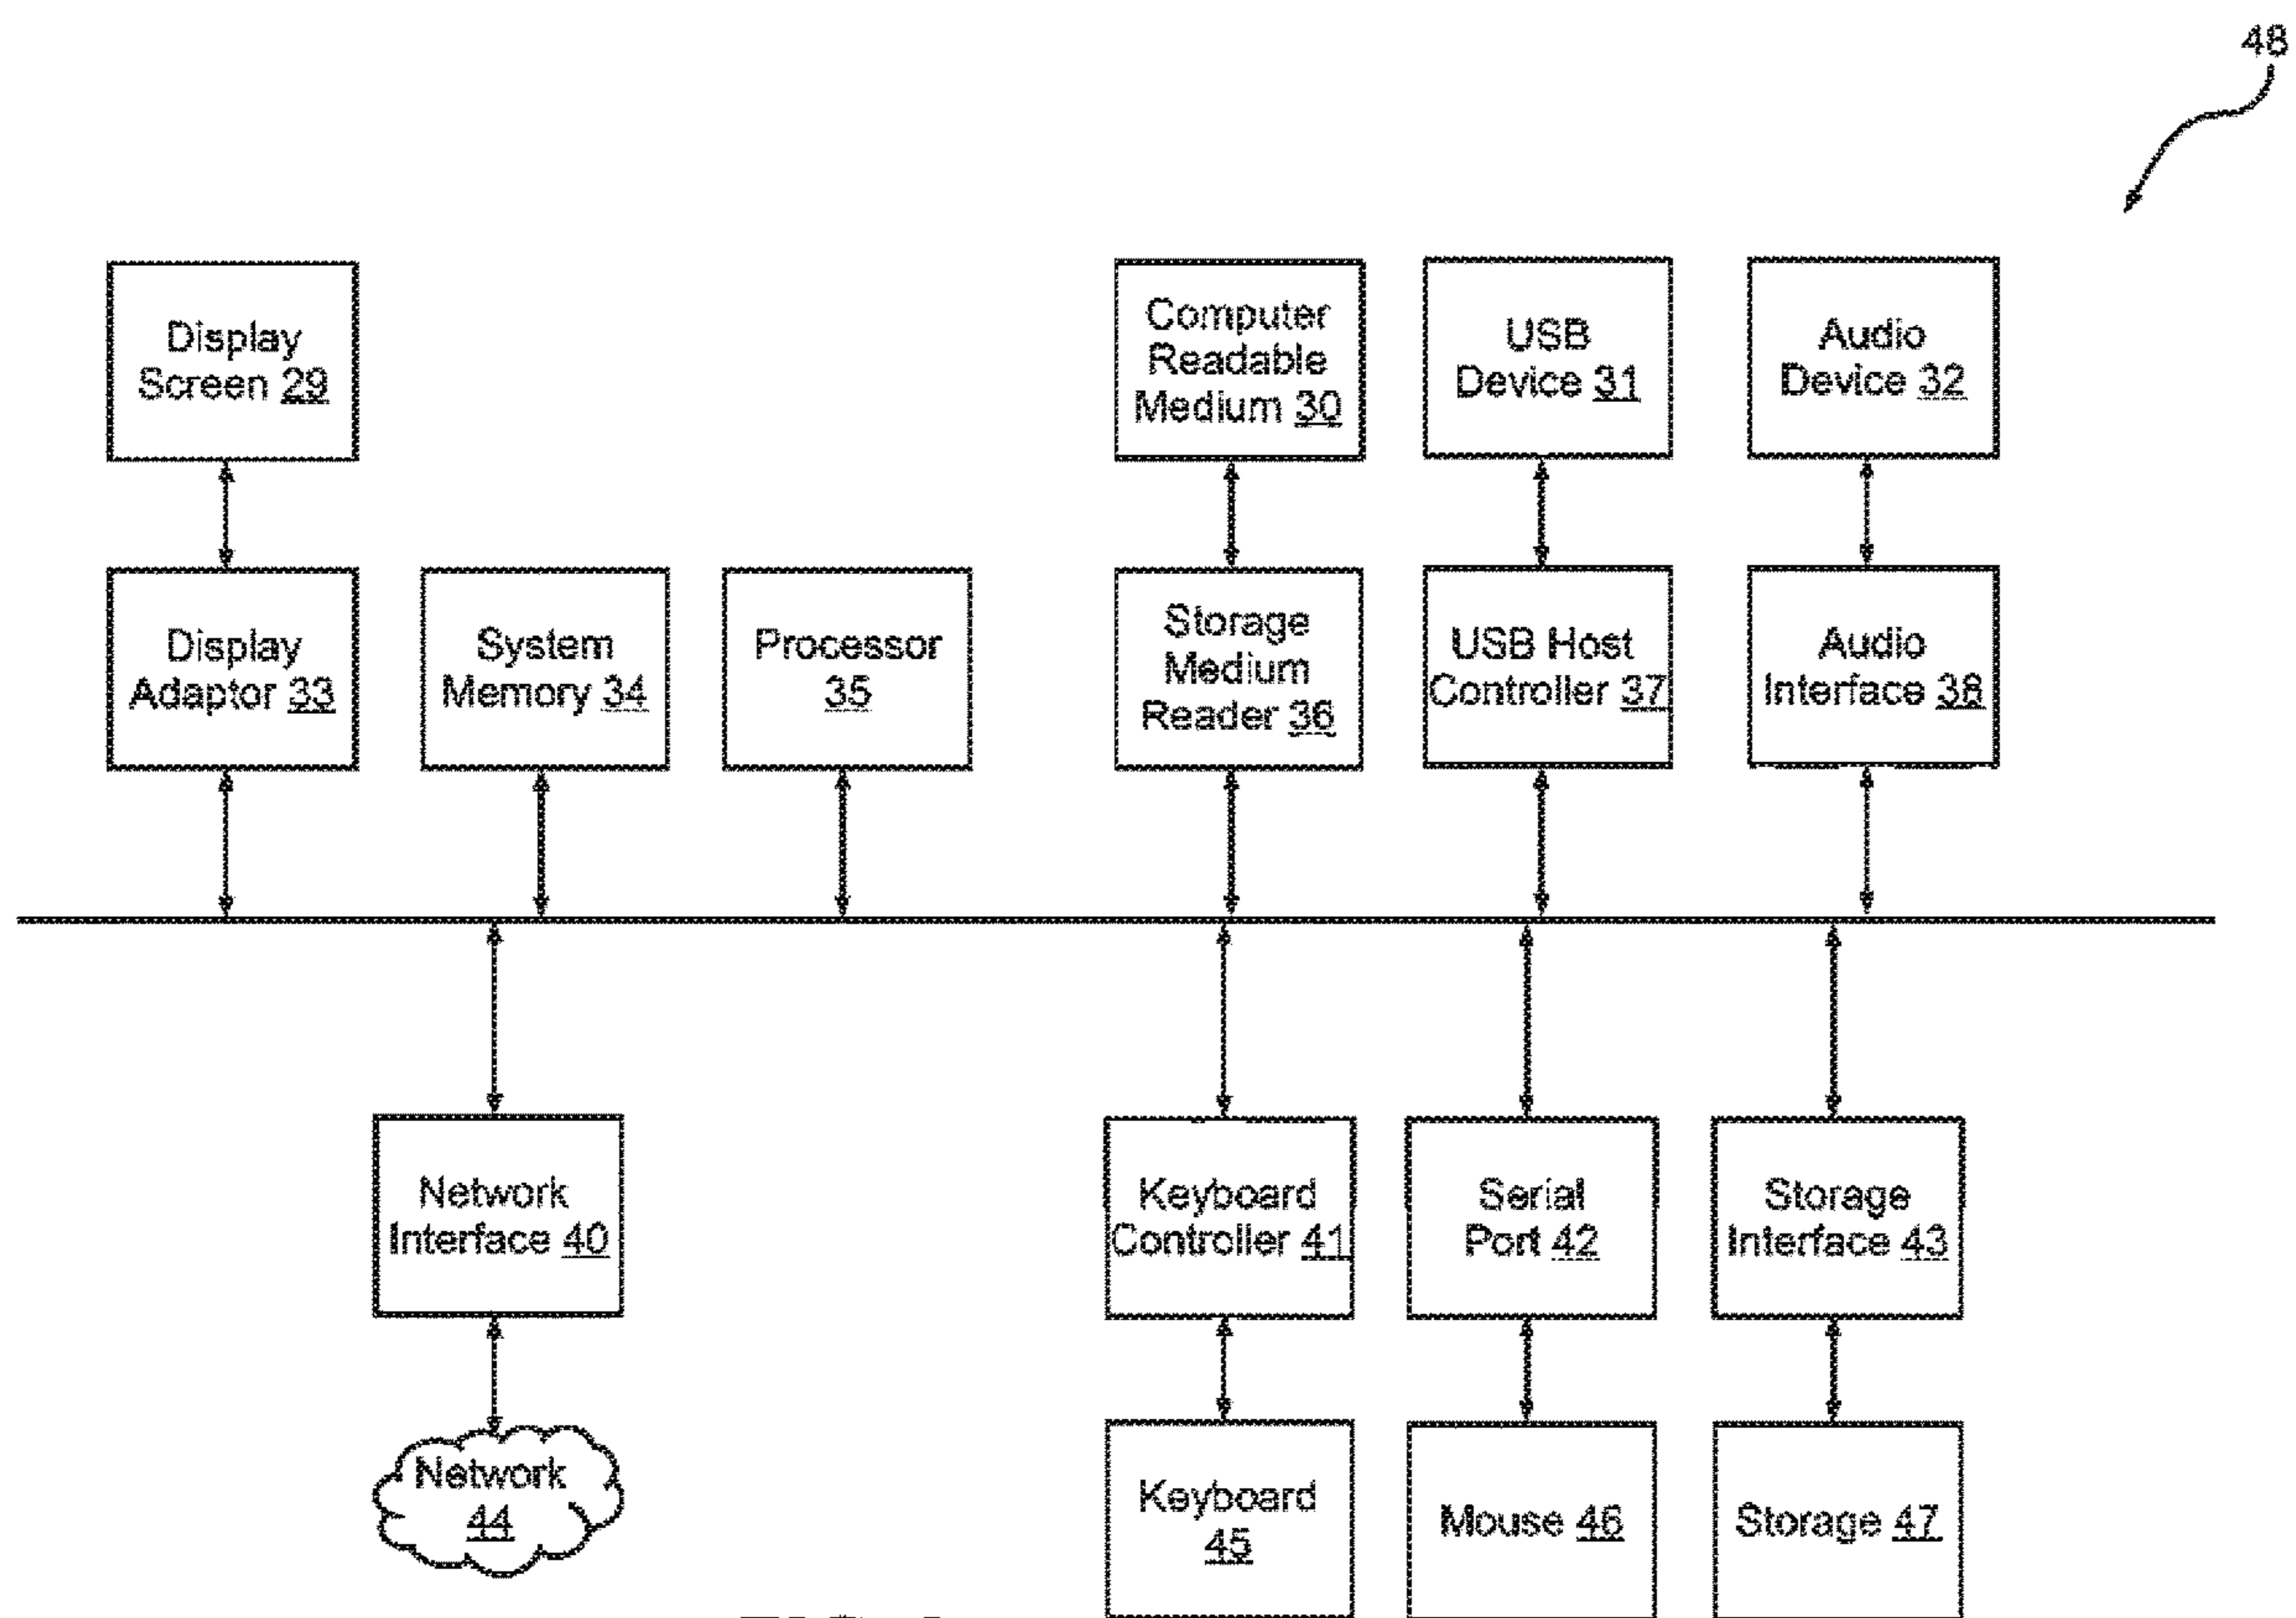 48
Display
Screen 29
Computer
Readable
Medium 30
USB
Device 31
Audio
Device 32
Display
Adaptor 33
System
Memory 34
Processor
35
Storage
Medium
Reader 36
USB Host
Controller 37
Audio
Interface 38
Network
Interface 40
Keyboard
Controller 41
Serial
Port 42
Storage
Interface 43
Network
44
Keyboard
45
Mouse 46
Storage 47